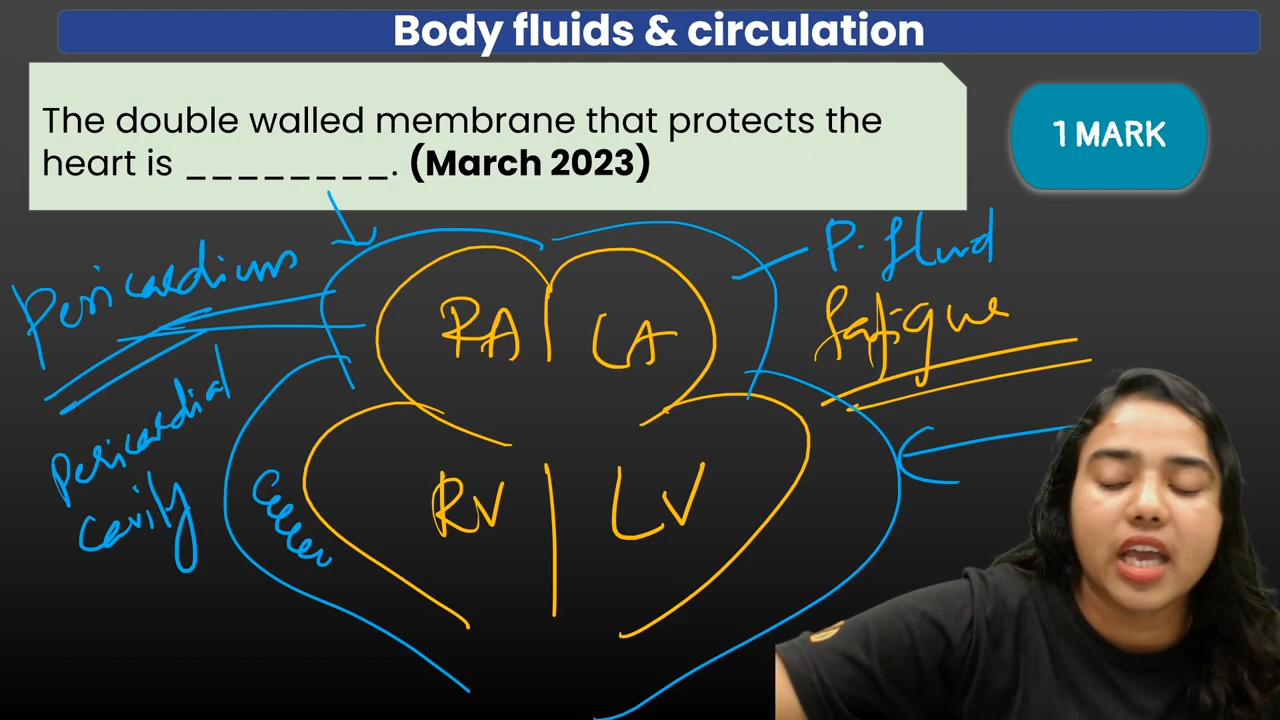 Body fluids & circulation
The double walled membrane that protects the
heart is ________. (March 2023)
1 MARK
Pericardium
P. fluid
fatigue
RA
LA
Pericardial
cavity
RV
LV